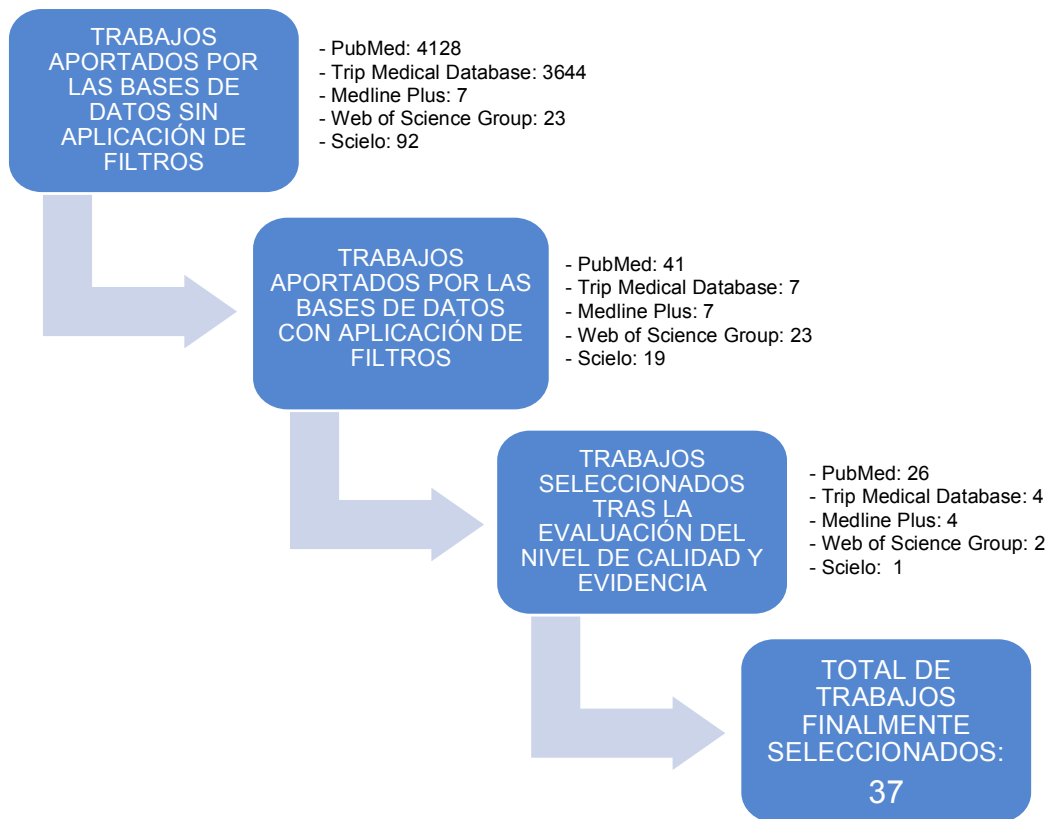 TRABAJOS
APORTADOS POR
LAS BASES DE
DATOS SIN
APLICACIÓN DE
FILTROS
- PubMed: 4128
- Trip Medical Database: 3644
- Medline Plus: 7
- Web of Science Group: 23
- Scielo: 92
TRABAJOS
APORTADOS POR LAS
BASES DE DATOS
CON APLICACIÓN DE
FILTROS
- PubMed: 41
- Trip Medical Database: 7
- Medline Plus: 7
- Web of Science Group: 23
- Scielo: 19
TRABAJOS
SELECCIONADOS
TRAS LA
EVALUACIÓN DEL
NIVEL DE CALIDAD Y
EVIDENCIA
- PubMed: 26
- Trip Medical Database: 4
- Medline Plus: 4
- Web of Science Group: 2
- Scielo: 1
TOTAL DE
TRABAJOS
FINALMENTE
SELECCIONADOS:
37